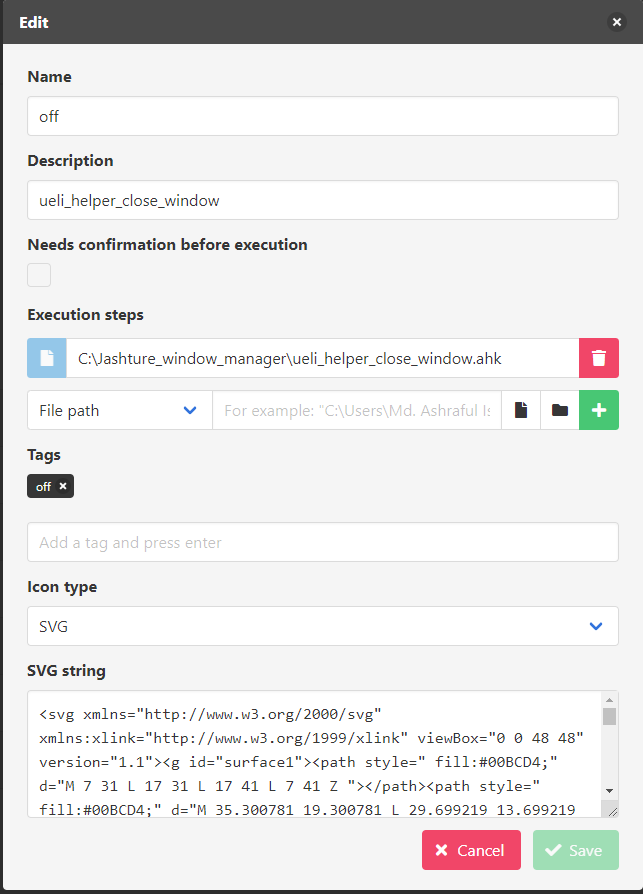 Edit
Name
off
Description
ueli_helper_close_window
Needs confirmation before execution
Execution steps
C:\Jashture_window_manager\ueli_helper_close_window.ahk
File path
For example: "C:\Users\Md. Ashraful Is
Tags
off
Add a tag and press enter
Icon type
SVG
SVG string
<svg xmlns="http://www.w3.org/2000/svg"
xmlns:xlink="http://www.w3.org/1999/xlink" viewBox="0 0 48 48"
version="1.1"><g id="surface1"><path style=" fill:#00BCD4;"
d="M 7 31 L 17 31 L 17 41 L 7 41 Z "></path><path style="
fill:#00BCD4;" d="M 35.300781 19.300781 L 29.699219 13.699219
Cancel
Save